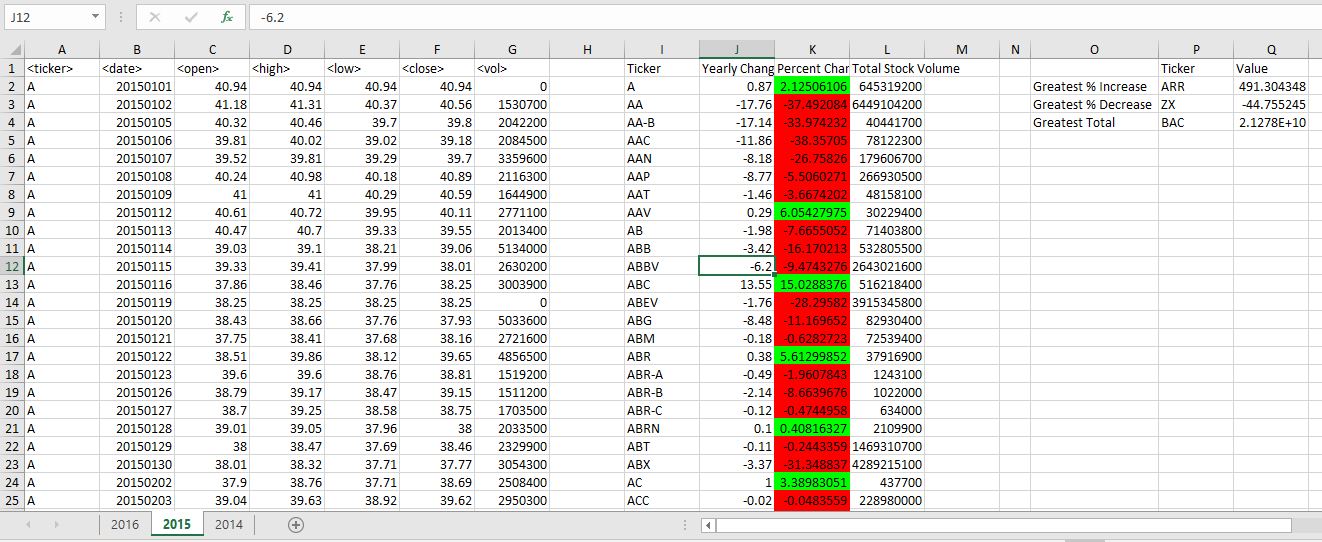 J12 fx -6.2
A B C D E F G H I J K L M N O P Q
1 <ticker> <date> <open> <high> <low> <close> <vol> Ticker Yearly Chang Percent Char Total Stock Volume Ticker Value
2 A 20150101 40.94 40.94 40.94 40.94 0 A 0.87 2.12506106 645319200 Greatest % Increase ARR 491.304348
3 A 20150102 41.18 41.31 40.37 40.56 1530700 AA -17.76 -37.492084 6449104200 Greatest % Decrease ZX -44.755245
4 A 20150105 40.32 40.46 39.7 39.8 2042200 AA-B -17.14 -33.974232 40441700 Greatest Total BAC 2.1278E+10
5 A 20150106 39.81 40.02 39.02 39.18 2084500 AAC -11.86 -38.35705 78122300
6 A 20150107 39.52 39.81 39.29 39.7 3359600 AAN -8.18 -26.75826 179606700
7 A 20150108 40.24 40.98 40.18 40.89 2116300 AAP -8.77 -5.5060271 266930500
8 A 20150109 41 41 40.29 40.59 1644900 AAT -1.46 -3.6674202 48158100
9 A 20150112 40.61 40.72 39.95 40.11 2771100 AAV 0.29 6.05427975 30229400
10 A 20150113 40.47 40.7 39.33 39.55 2013400 AB -1.98 -7.6655052 71403800
11 A 20150114 39.03 39.1 38.21 39.06 5134000 ABB -3.42 -16.170213 532805500
12 A 20150115 39.33 39.41 37.99 38.01 2630200 ABBV -6.2 -9.4743276 2643021600
13 A 20150116 37.86 38.46 37.76 38.25 3003900 ABC 13.55 15.0288376 516218400
14 A 20150119 38.25 38.25 38.25 38.25 0 ABEV -1.76 -28.29582 3915345800
15 A 20150120 38.43 38.66 37.76 37.93 5033600 ABG -8.48 -11.169652 82930400
16 A 20150121 37.75 38.41 37.68 38.16 2721600 ABM -0.18 -0.6282723 72539400
17 A 20150122 38.51 39.86 38.12 39.65 4856500 ABR 0.38 5.61299852 37916900
18 A 20150123 39.6 39.6 38.76 38.81 1519200 ABR-A -0.49 -1.9607843 1243100
19 A 20150126 38.79 39.17 38.47 39.15 1511200 ABR-B -2.14 -8.6639676 1022000
20 A 20150127 38.7 39.25 38.58 38.75 1703500 ABR-C -0.12 -0.4744958 634000
21 A 20150128 39.01 39.05 37.96 38 2033500 ABRN 0.1 0.40816327 2109900
22 A 20150129 38 38.47 37.69 38.46 2329900 ABT -0.11 -0.2443359 1469310700
23 A 20150130 38.01 38.32 37.71 37.77 3054300 ABX -3.37 -31.348837 4289215100
24 A 20150202 37.9 38.76 37.71 38.69 2508400 AC 1 3.38983051 437700
25 A 20150203 39.04 39.63 38.92 39.62 2950300 ACC -0.02 -0.0483559 228980000
2016 2015 2014